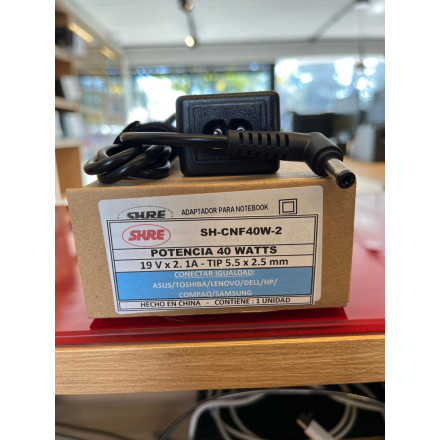 SHRE ADAPTADOR PARA NOTEBOOK
SHRE SH-CNF40W-2
POTENCIA 40 WATTS
19 V x 2. 1A - TIP 5.5 x 2.5 mm
CONECTAR IGUALDAD:
ASUS/TOSHIBA/LENOVO/DELL/HP/
COMPAQ/SAMSUNG
HECHO EN CHINA - CONTIENE : 1 UNIDAD